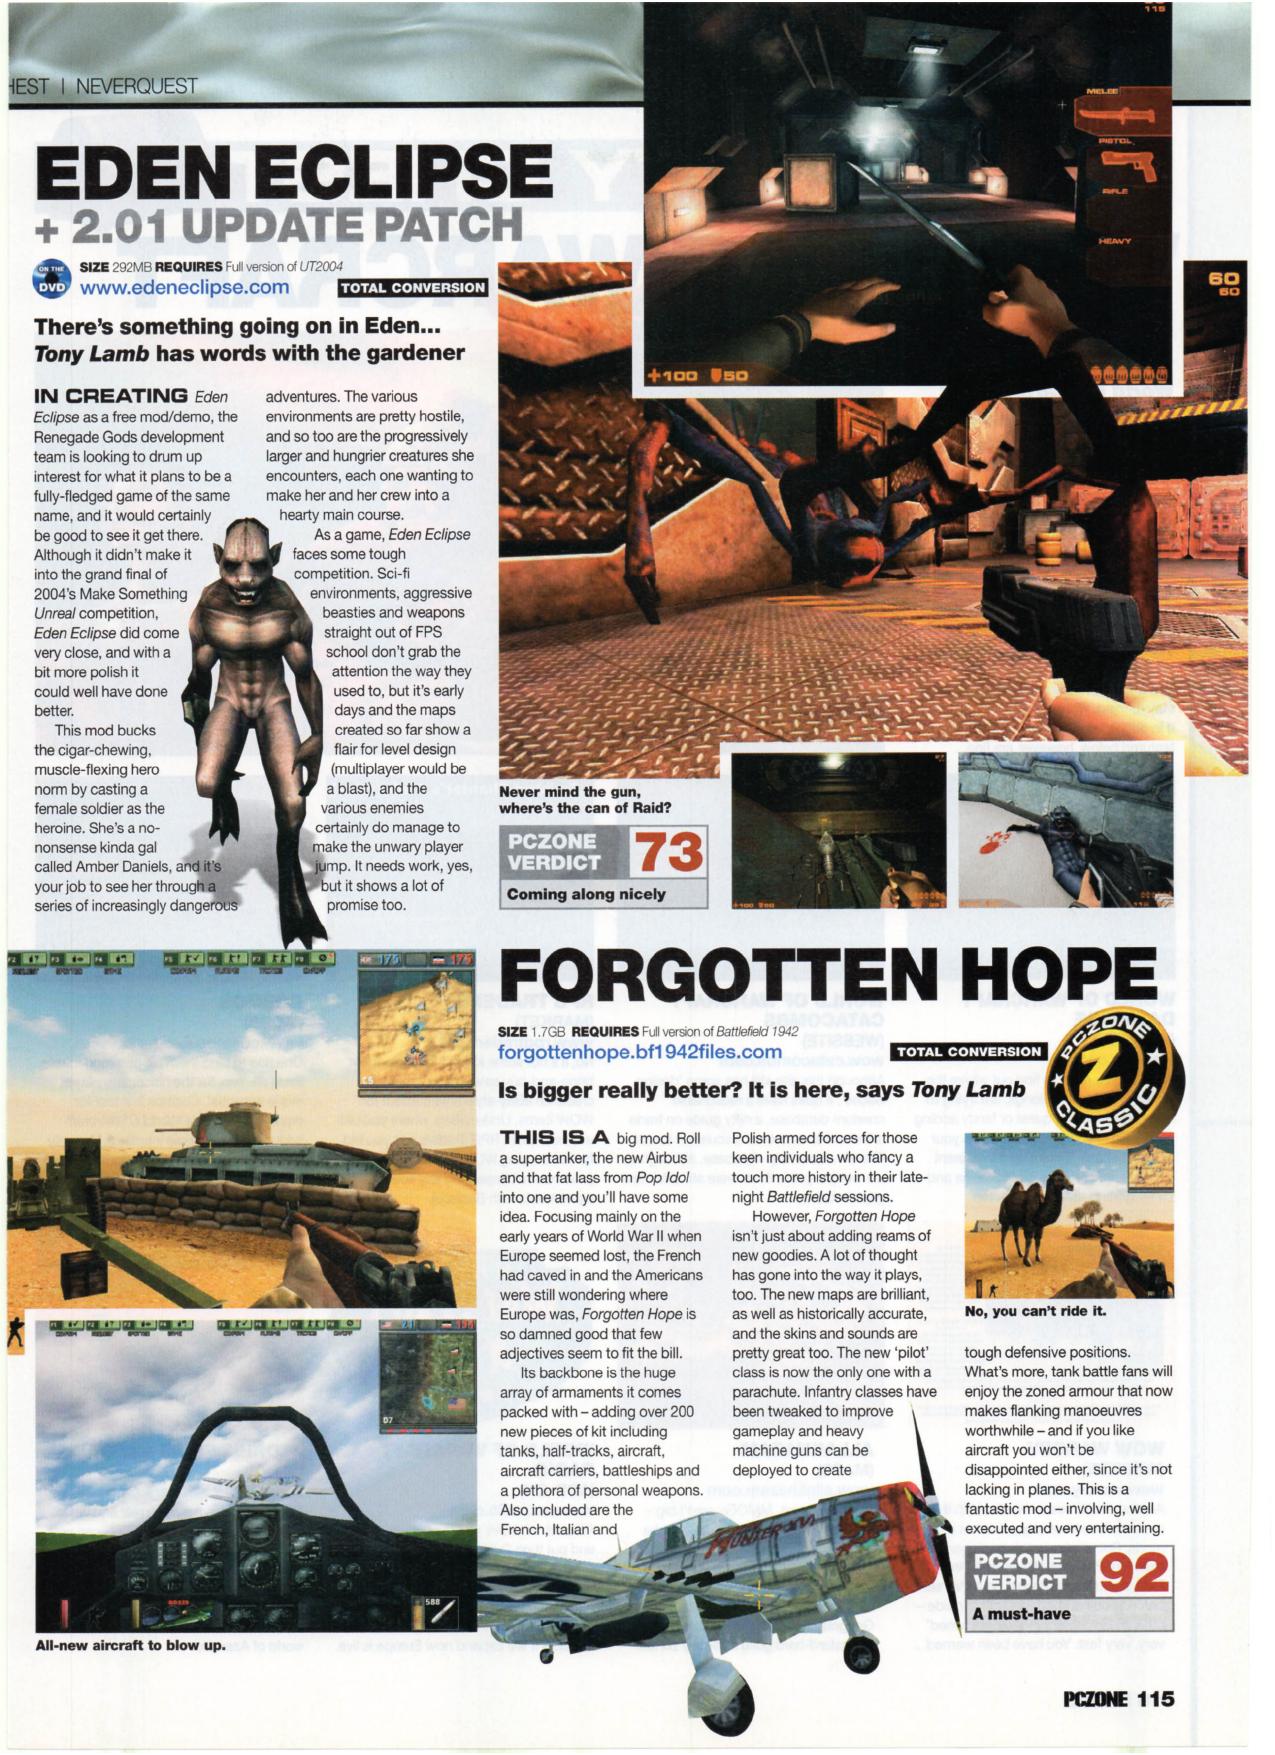 HEST | NEVERQUEST
EDEN ECLIPSE
+ 2.01 UPDATE PATCH
ON THE DVD
SIZE 292MB REQUIRES Full version of UT2004
www.edeneclipse.com
TOTAL CONVERSION
There's something going on in Eden...
Tony Lamb has words with the gardener
IN CREATING Eden
Eclipse as a free mod/demo, the
Renegade Gods development
team is looking to drum up
interest for what it plans to be a
fully-fledged game of the same
name, and it would certainly
be good to see it get there.
Although it didn't make it
into the grand final of
2004's Make Something
Unreal competition,
Eden Eclipse did come
very close, and with a
bit more polish it
could well have done
better.
This mod bucks
the cigar-chewing,
muscle-flexing hero
norm by casting a
female soldier as the
heroine. She's a no-
nonsense kinda gal
called Amber Daniels, and it's
your job to see her through a
series of increasingly dangerous
adventures. The various
environments are pretty hostile,
and so too are the progressively
larger and hungrier creatures she
encounters, each one wanting to
make her and her crew into a
hearty main course.
As a game, Eden Eclipse
faces some tough
competition. Sci-fi
environments, aggressive
beasties and weapons
straight out of FPS
school don't grab the
attention the way they
used to, but it's early
days and the maps
created so far show a
flair for level design
(multiplayer would be
a blast), and the
various enemies
certainly do manage to
make the unwary player
jump. It needs work, yes,
but it shows a lot of
promise too.
115
MELEE
PISTOL
RIFLE
HEAVY
+100 50
60
50
Never mind the gun,
where's the can of Raid?
PCZONE
VERDICT
73
Coming along nicely
FORGOTTEN HOPE
SIZE 1.7GB REQUIRES Full version of Battlefield 1942
forgottenhope.bf1942files.com
TOTAL CONVERSION
PCZONE
Z
CLASSIC
Is bigger really better? It is here, says Tony Lamb
THIS IS A big mod. Roll
a supertanker, the new Airbus
and that fat lass from Pop Idol
into one and you'll have some
idea. Focusing mainly on the
early years of World War II when
Europe seemed lost, the French
had caved in and the Americans
were still wondering where
Europe was, Forgotten Hope is
so damned good that few
adjectives seem to fit the bill.
Its backbone is the huge
array of armaments it comes
packed with – adding over 200
new pieces of kit including
tanks, half-tracks, aircraft,
aircraft carriers, battleships and
a plethora of personal weapons.
Also included are the
French, Italian and
Polish armed forces for those
keen individuals who fancy a
touch more history in their late-
night Battlefield sessions.
However, Forgotten Hope
isn't just about adding reams of
new goodies. A lot of thought
has gone into the way it plays,
too. The new maps are brilliant,
as well as historically accurate,
and the skins and sounds are
pretty great too. The new 'pilot'
class is now the only one with a
parachute. Infantry classes have
been tweaked to improve
gameplay and heavy
machine guns can be
deployed to create
No, you can't ride it.
tough defensive positions.
What's more, tank battle fans will
enjoy the zoned armour that now
makes flanking manoeuvres
worthwhile – and if you like
aircraft you won't be
disappointed either, since it's not
lacking in planes. This is a
fantastic mod – involving, well
executed and very entertaining.
PCZONE
VERDICT
92
A must-have
175 175
D7
588
All-new aircraft to blow up.
PCZONE 115